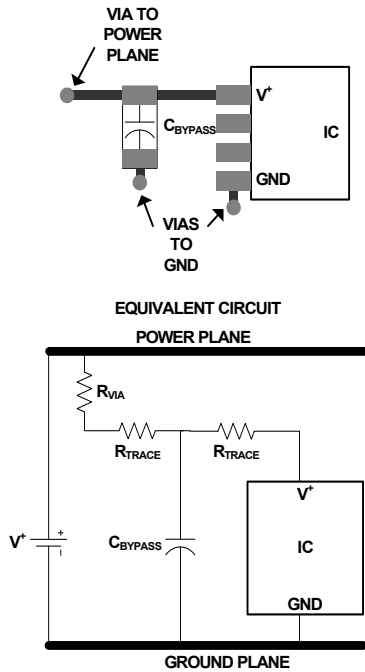 VIA TO
POWER
PLANE
V+
CBYPASS
IC
GND
VIAS
TO
GND
EQUIVALENT CIRCUIT
POWER PLANE
RVIA
RTRACE
RTRACE
V+
V+
+
–
CBYPASS
IC
GND
GROUND PLANE